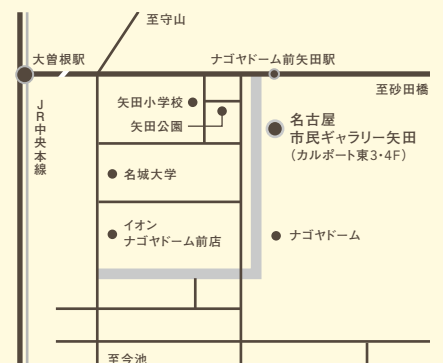 至守山
大曽根駅
ナゴヤドーム前矢田駅
至砂田橋
JR中央本線
矢田小学校
矢田公園
名古屋
市民ギャラリー矢田
（カルポート東3・4F）
名城大学
イオン
ナゴヤドーム前店
ナゴヤドーム
至今池